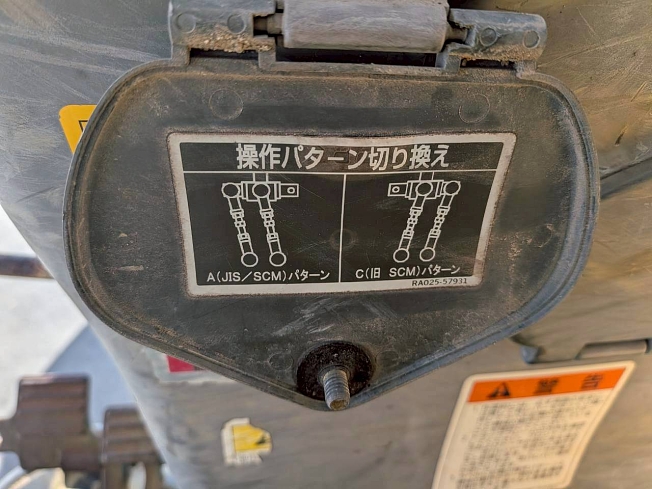 操作パターン切り換え
A(JIS/SCM)パターン
C(旧 SCM)パターン
RA025-57931
警告